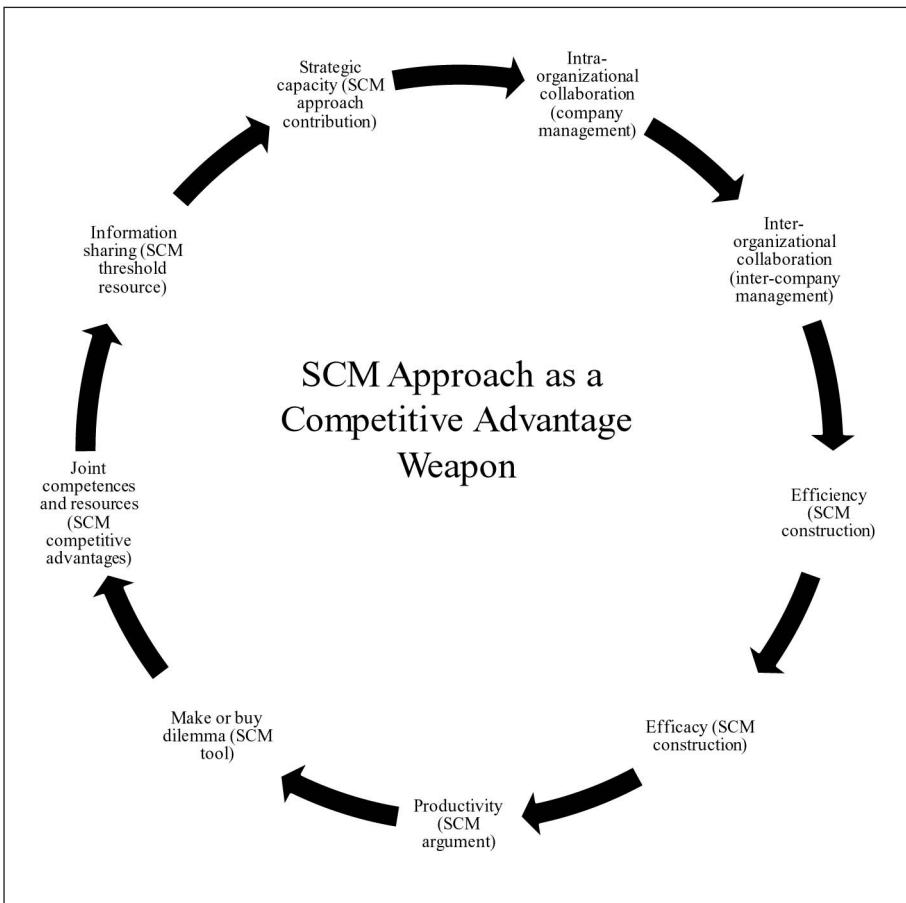 Strategic
capacity (SCM
approach
contribution)
Intra-
organizational
collaboration
(company
management)
Inter-
organizational
collaboration
(inter-company
management)
Efficiency
(SCM
construction)
Efficacy (SCM
construction)
Productivity
(SCM
argument)
Make or buy
dilemma (SCM
tool)
Joint
competences
and resources
(SCM
competitive
advantages)
Information
sharing (SCM
threshold
resource)
SCM Approach as a
Competitive Advantage
Weapon